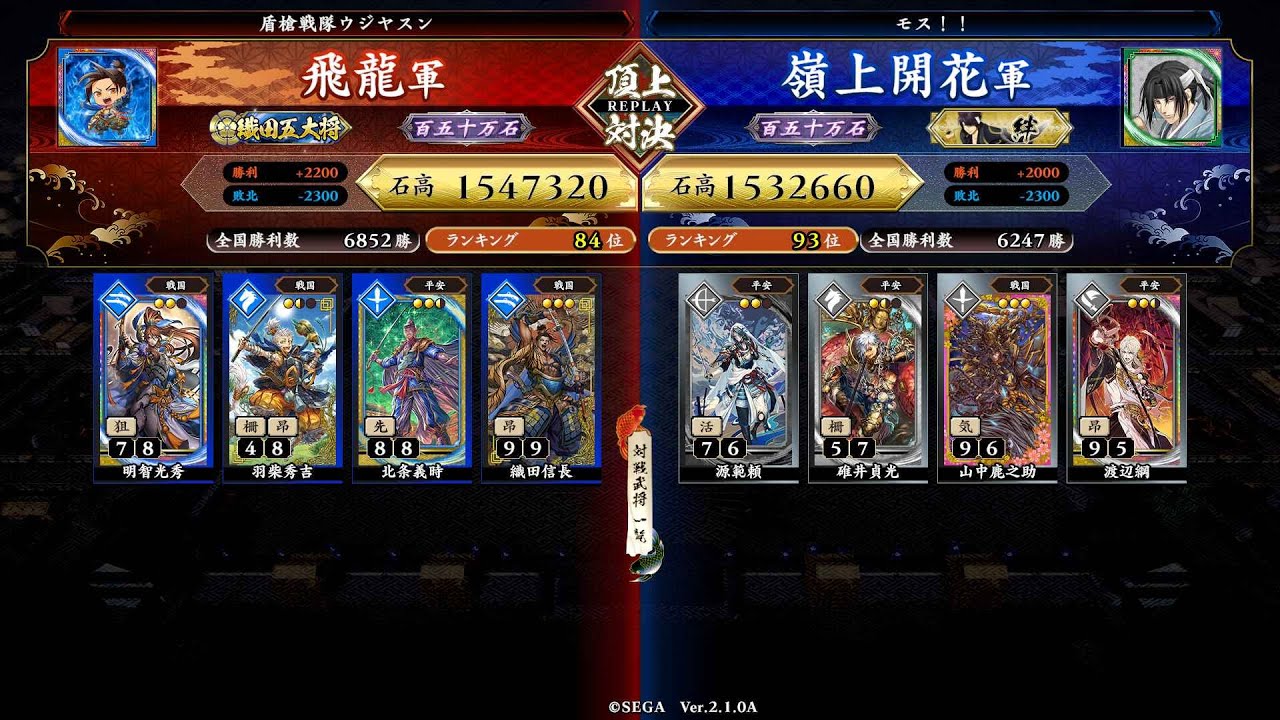 盾槍戦隊ウジヤスン
モス！！
飛龍軍
頂上
REPLAY
対決
嶺上開花軍
織田五大将
百五十万石
百五十万石
絆
勝利 +2200
敗北 -2300
石高 1547320
石高 1532660
勝利 +2000
敗北 -2300
全国勝利数 6852勝
ランキング 84位
ランキング 93位
全国勝利数 6247勝
戦国
戦国
平安
戦国
平安
平安
戦国
平安
狙
柵 昴
先
昴
活
柵
気
昴
7 8
4 8
8 8
9 9
7 6
5 7
9 6
9 5
明智光秀
羽柴秀吉
北条義時
織田信長
源範頼
碓井貞光
山中鹿之助
渡辺綱
対戦武将一覧
©SEGA Ver.2.1.0A